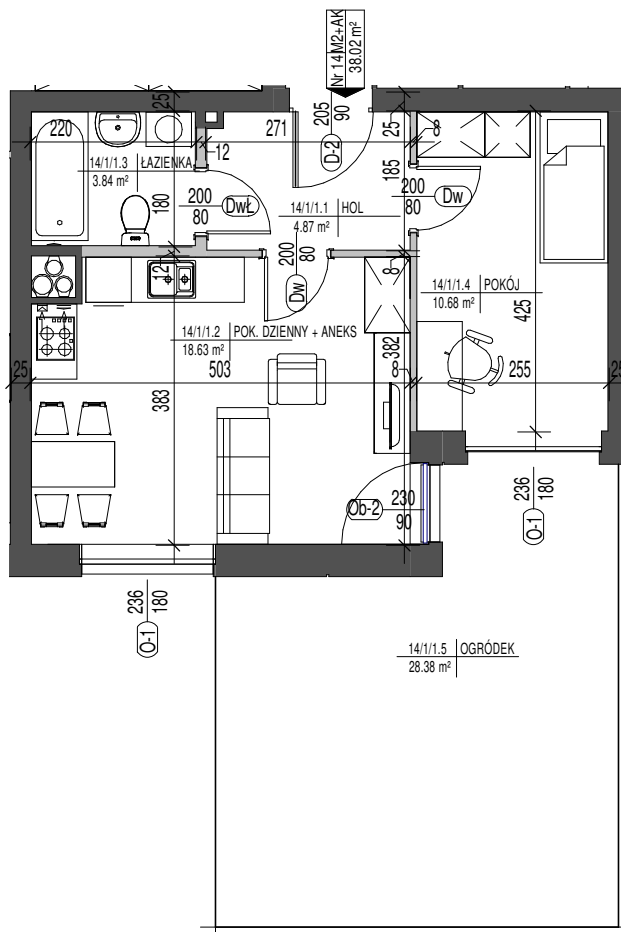 Nr 14 M2+AK
38.02 m²
25
205
90
D-2
220
271
12
25
8
185
14/1/1.3 ŁAZIENKA
3.84 m²
180
200
80
DwŁ
14/1/1.1 HOL
4.87 m²
200
80
Dw
200
80
Dw
12
8
14/1/1.4 POKÓJ
10.68 m²
425
14/1/1.2 POK. DZIENNY + ANEKS
18.63 m²
382
25
503
8
255
25
383
Ob-2
230
90
236
180
O-1
236
180
O-1
14/1/1.5 OGRÓDEK
28.38 m²